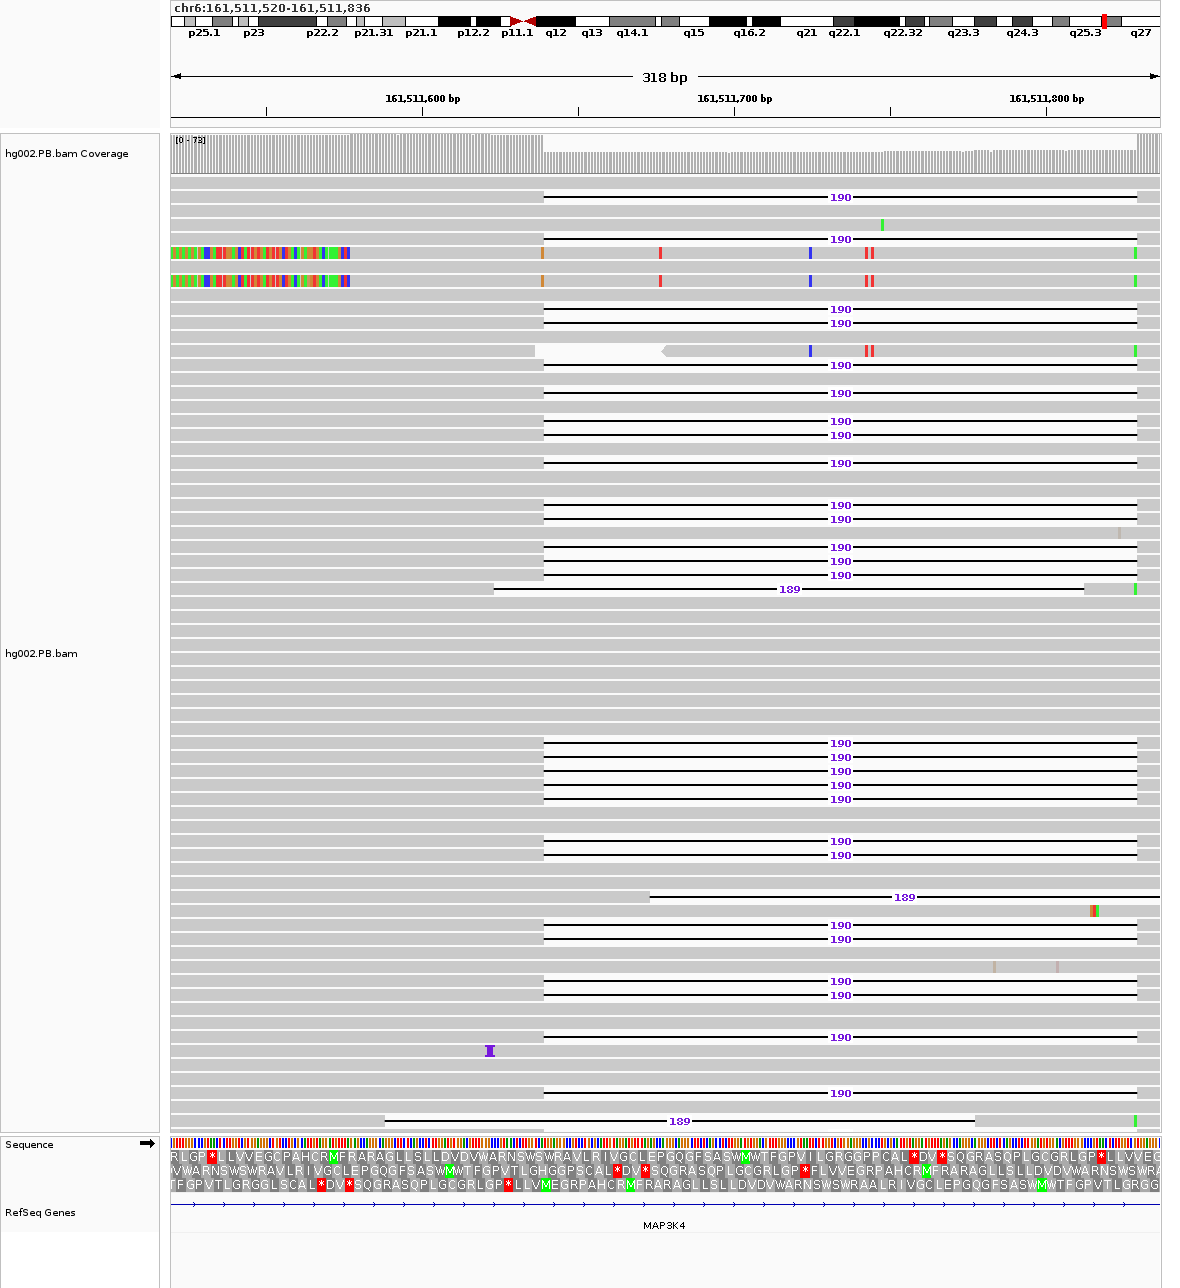 chr6:161,511,520-161,511,836
p25.1 p23 p22.2 p21.31 p21.1 p12.2 p11.1 q12 q13 q14.1 q15 q16.2 q21 q22.1 q22.32 q23.3 q24.3 q25.3 q27
318 bp
161,511,600 bp 161,511,700 bp 161,511,800 bp
[0 - 73]
hg002.PB.bam Coverage
190
190
190
190
190
190
190
190
190
190
190
190
190
190
189
hg002.PB.bam
190
190
190
190
190
190
190
189
190
190
190
190
190
190
189
Sequence
RLGP*LLVVEGCPAHCRMFRARAGLLSLLDVDVWARNSWSWRAVLRIVGCLEPGQGFSASWMWTFGPVILGRGGPPCAL*DV*SQGRASQPLGCGRLGP*LLVVEG
VWARNSWSWRAVLRIVGCLEPGQGFSASWMWTFGPVTLGHGGPSCAL*DV*SQGRASQPLGCGRLGP*FLVVEGRPAHCRMFRARAGLLSLLDVDVWARNSWSWRA
TFGPVTLGRGGLSCAL*DV*SQGRASQPLGCGRLGP*LLVMEGRPAHCRMFRARAGLLSLLDVDVWARNSWSWRAALRIVGCLEPGQGFSASWMWTFGPVTLGRGG
RefSeq Genes
MAP3K4